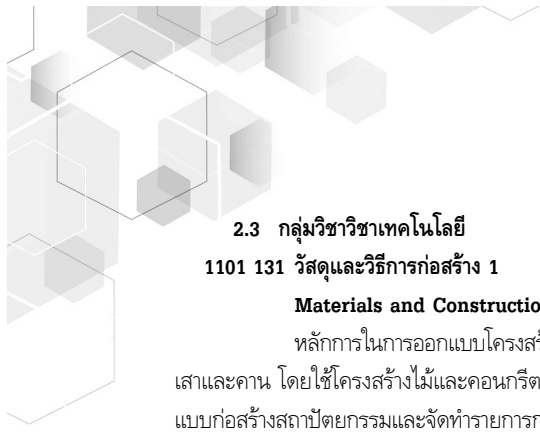 2.3 กลุ่มวิชาวิชาเทคโนโลยี
1101 131 วัสดุและวิธีการก่อสร้าง 1
Materials and Constructio
หลักการในการออกแบบโครงสร้
เสาและคาน โดยใช้โครงสร้างไม้และคอนกรีต
แบบก่อสร้างสถาปัตยกรรมและจัดทำรายการก